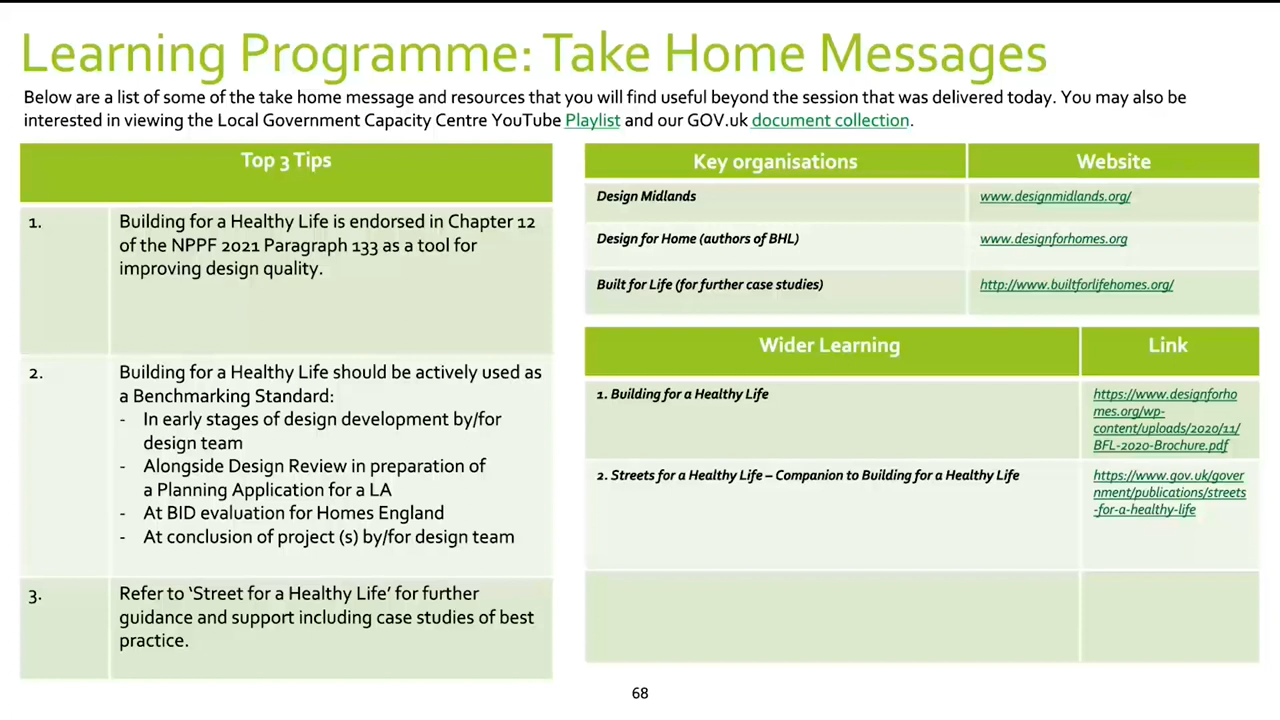 Learning Programme: Take Home Messages
Below are a list of some of the take home message and resources that you will find useful beyond the session that was delivered today. You may also be
interested in viewing the Local Government Capacity Centre YouTube Playlist and our GOV.uk document collection.
Top 3 Tips
1.
Building for a Healthy Life is endorsed in Chapter 12
of the NPPF 2021 Paragraph 133 as a tool for
improving design quality.
2.
Building for a Healthy Life should be actively used as
a Benchmarking Standard:
- In early stages of design development by/for
design team
- Alongside Design Review in preparation of
a Planning Application for a LA
- At BID evaluation for Homes England
- At conclusion of project (s) by/for design team
3.
Refer to ‘Street for a Healthy Life’ for further
guidance and support including case studies of best
practice.
Key organisations
Website
Design Midlands
www.designmidlands.org/
Design for Home (authors of BHL)
www.designforhomes.org
Built for Life (for further case studies)
http://www.builtforlifehomes.org/
Wider Learning
Link
1. Building for a Healthy Life
https://www.designforho
mes.org/wp-
content/uploads/2020/11/
BFL-2020-Brochure.pdf
2. Streets for a Healthy Life – Companion to Building for a Healthy Life
https://www.gov.uk/gover
nment/publications/streets
-for-a-healthy-life
68